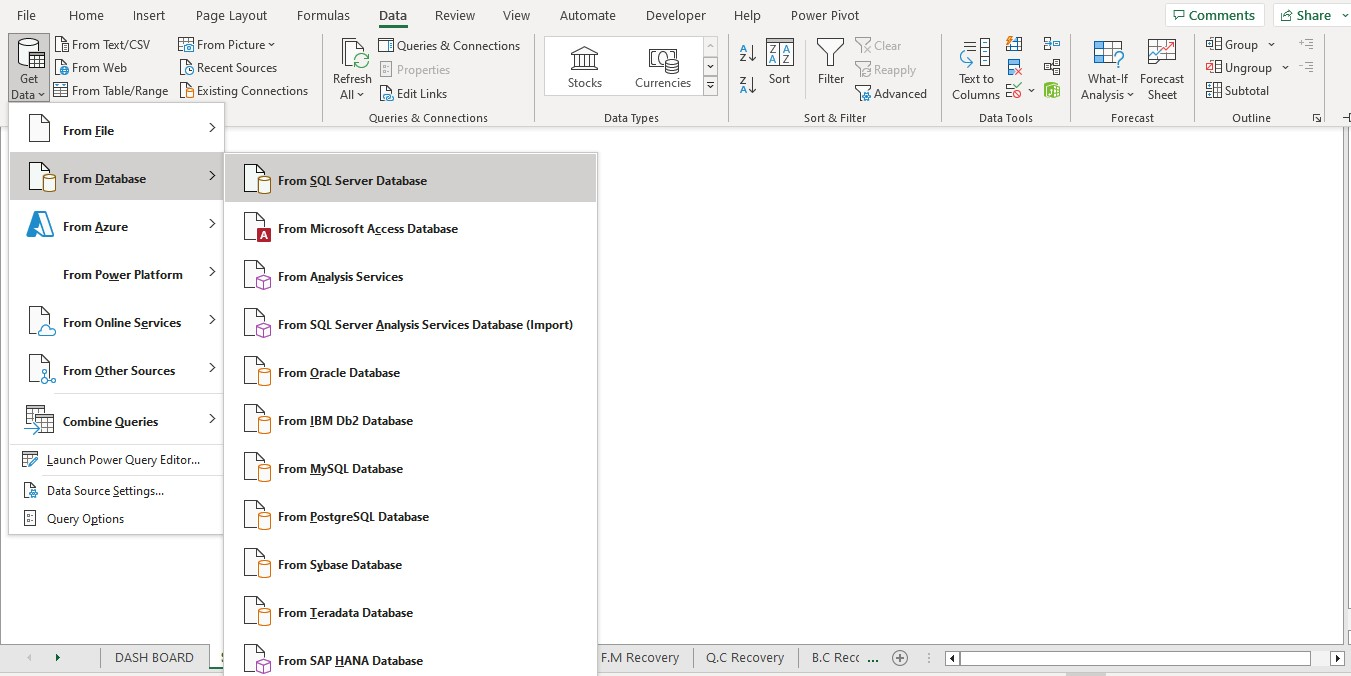 File Home Insert Page Layout Formulas Data Review View Automate Developer Help Power Pivot Comments Share
Get Data
From Text/CSV
From Web
From Table/Range
From Picture
Recent Sources
Existing Connections
Refresh All
Queries & Connections
Properties
Edit Links
Queries & Connections
Stocks
Currencies
Data Types
Sort
Filter
Clear
Reapply
Advanced
Sort & Filter
Text to Columns
Data Tools
What-If Analysis
Forecast Sheet
Forecast
Group
Ungroup
Subtotal
Outline
From File
From Database
From Azure
From Power Platform
From Online Services
From Other Sources
Combine Queries
Launch Power Query Editor...
Data Source Settings...
Query Options
From SQL Server Database
From Microsoft Access Database
From Analysis Services
From SQL Server Analysis Services Database (Import)
From Oracle Database
From IBM Db2 Database
From MySQL Database
From PostgreSQL Database
From Sybase Database
From Teradata Database
From SAP HANA Database
DASH BOARD F.M Recovery Q.C Recovery B.C Recc ...